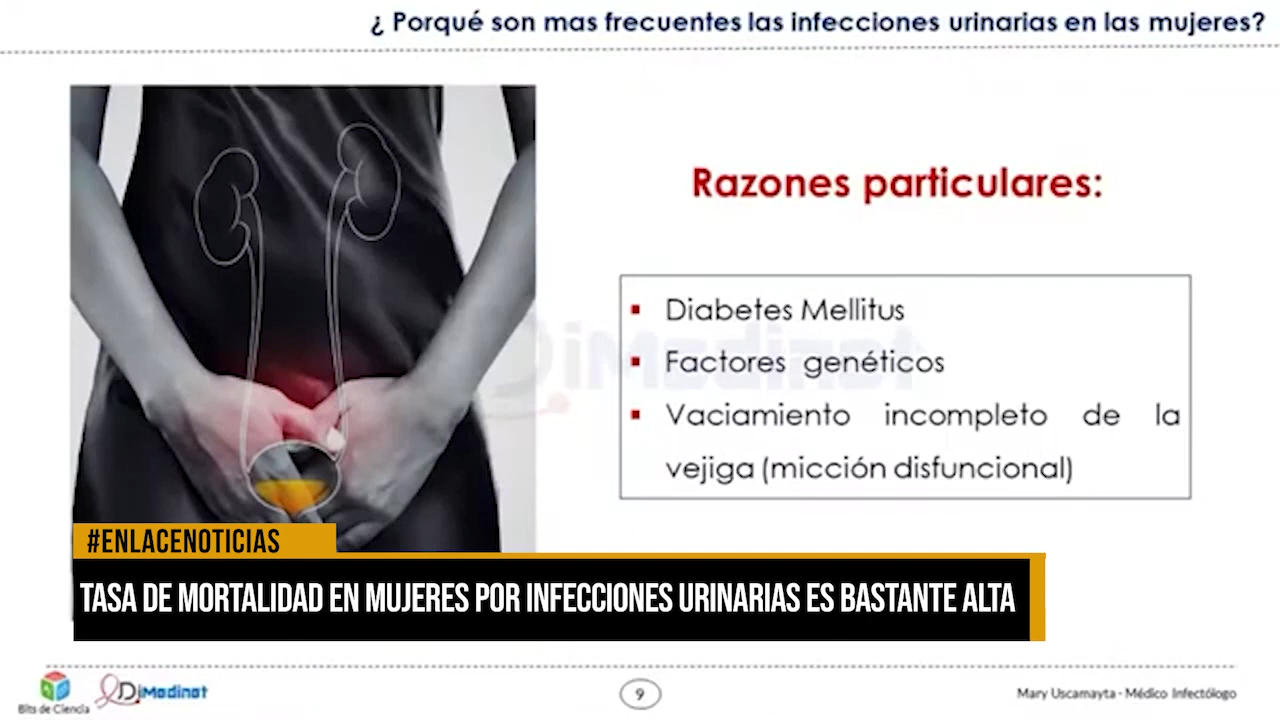 ¿ Porqué son mas frecuentes las infecciones urinarias en las mujeres?
Razones particulares:
▪ Diabetes Mellitus
▪ Factores genéticos
▪ Vaciamiento incompleto de la
vejiga (micción disfuncional)
DiMedinet
#ENLACENOTICIAS
TASA DE MORTALIDAD EN MUJERES POR INFECCIONES URINARIAS ES BASTANTE ALTA
Bits de Ciencia
DiMedinet
9
Mary Uscamayta - Médico Infectólogo